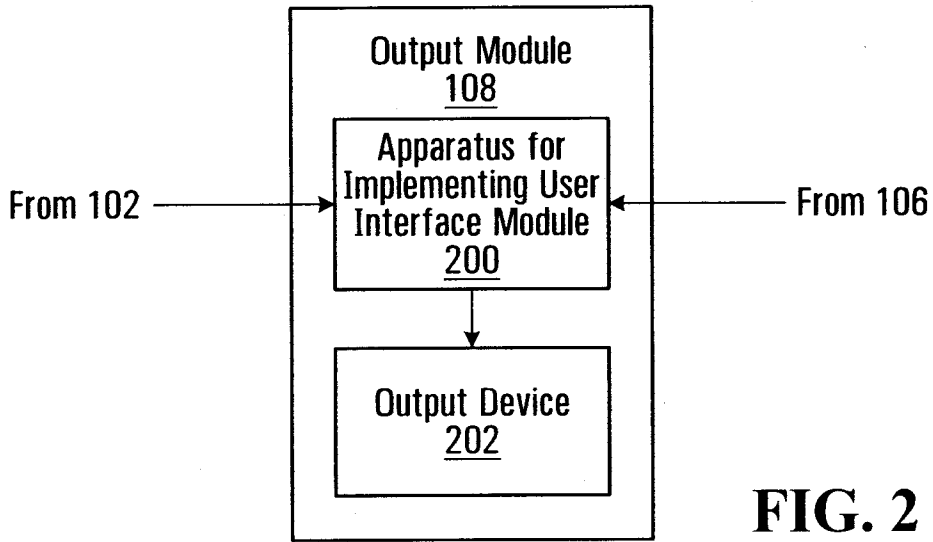 Output Module
108
Apparatus for
Implementing User
Interface Module
200
From 102
From 106
Output Device
202
FIG. 2